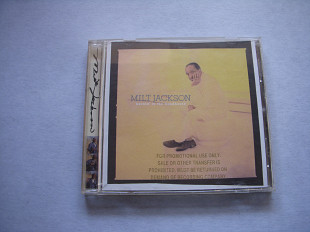 MILT JACKSON
FOR PROMOTIONAL USE ONLY
SALE OR OTHER TRANSFER IS
PROHIBITED. MUST BE RETURNED ON
DEMAND OF RECORDING COMPANY